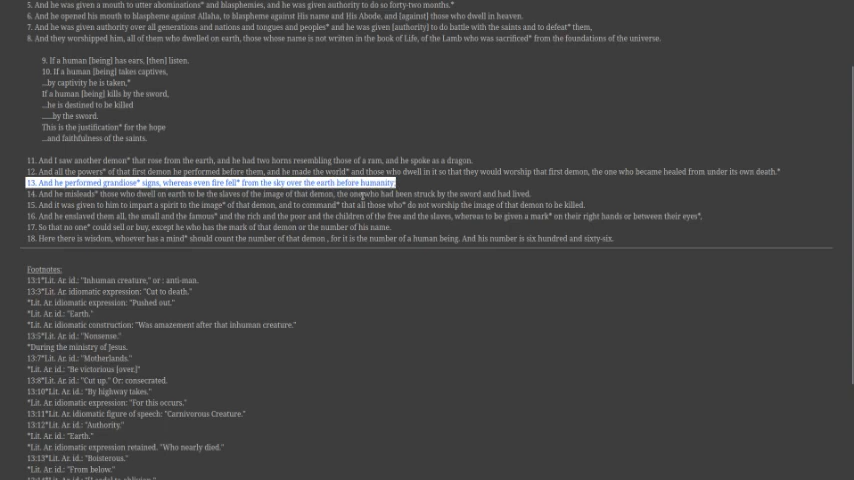 5. And he was given a mouth to utter abominations* and blasphemies, and he was given authority to do so forty-two months.*
6. And he opened his mouth to blaspheme against Allaha, to blaspheme against His name and His Abode, and [against] those who dwell in heaven.
7. And he was given authority over all generations and nations and tongues and peoples* and he was given [authority] to do battle with the saints and to defeat* them,
8. And they worshipped him, all of them who dwelled on earth, those whose name is not written in the book of Life, of the Lamb who was sacrificed* from the foundations of the universe.
9. If a human [being] has ears, [then] listen.
10. If a human [being] takes captives,
...by captivity he is taken,*
If a human [being] kills by the sword,
...he is destined to be killed
......by the sword.
This is the justification* for the hope
...and faithfulness of the saints.
11. And I saw another demon* that rose from the earth, and he had two horns resembling those of a ram, and he spoke as a dragon.
12. And all the powers* of that first demon he performed before them, and he made the world* and those who dwell in it so that they would worship that first demon, the one who became healed from under its own death.*
13. And he performed grandiose* signs, whereas even fire fell* from the sky over the earth before humanity;
14. And he misleads* those who dwell on earth to be the slaves of the image of that demon, the one who had been struck by the sword and had lived.
15. And it was given to him to impart a spirit to the image* of that demon, and to command* that all those who* do not worship the image of that demon to be killed.
16. And he enslaved them all, the small and the famous* and the rich and the poor and the children of the free and the slaves, whereas to be given a mark* on their right hands or between their eyes*,
17. So that no one* could sell or buy, except he who has the mark of that demon or the number of his name.
18. Here there is wisdom, whoever has a mind* should count the number of that demon , for it is the number of a human being. And his number is six hundred and sixty-six.
Footnotes:
13:1*Lit. Ar. id.: "Inhuman creature," or : anti-man.
13:3*Lit. Ar. idiomatic expression: "Cut to death."
*Lit. Ar. idiomatic expression: "Pushed out."
*Lit. Ar. id.: "Earth."
*Lit. Ar. idiomatic construction: "Was amazement after that inhuman creature."
13:5*Lit. Ar. id.: "Nonsense."
*During the ministry of Jesus.
13:7*Lit. Ar. id.: "Motherlands."
*Lit. Ar. id.: "Be victorious [over.]"
13:8*Lit. Ar. id.: "Cut up." Or: consecrated.
13:10*Lit. Ar. id.: "By highway takes."
*Lit. Ar. idiomatic expression: "For this occurs."
13:11*Lit. Ar. idiomatic figure of speech: "Carnivorous Creature."
13:12*Lit. Ar. id.: "Authority."
*Lit. Ar. id.: "Earth."
*Lit. Ar. idiomatic expression retained. "Who nearly died."
13:13*Lit. Ar. id.: "Boisterous."
*Lit. Ar. id.: "From below."